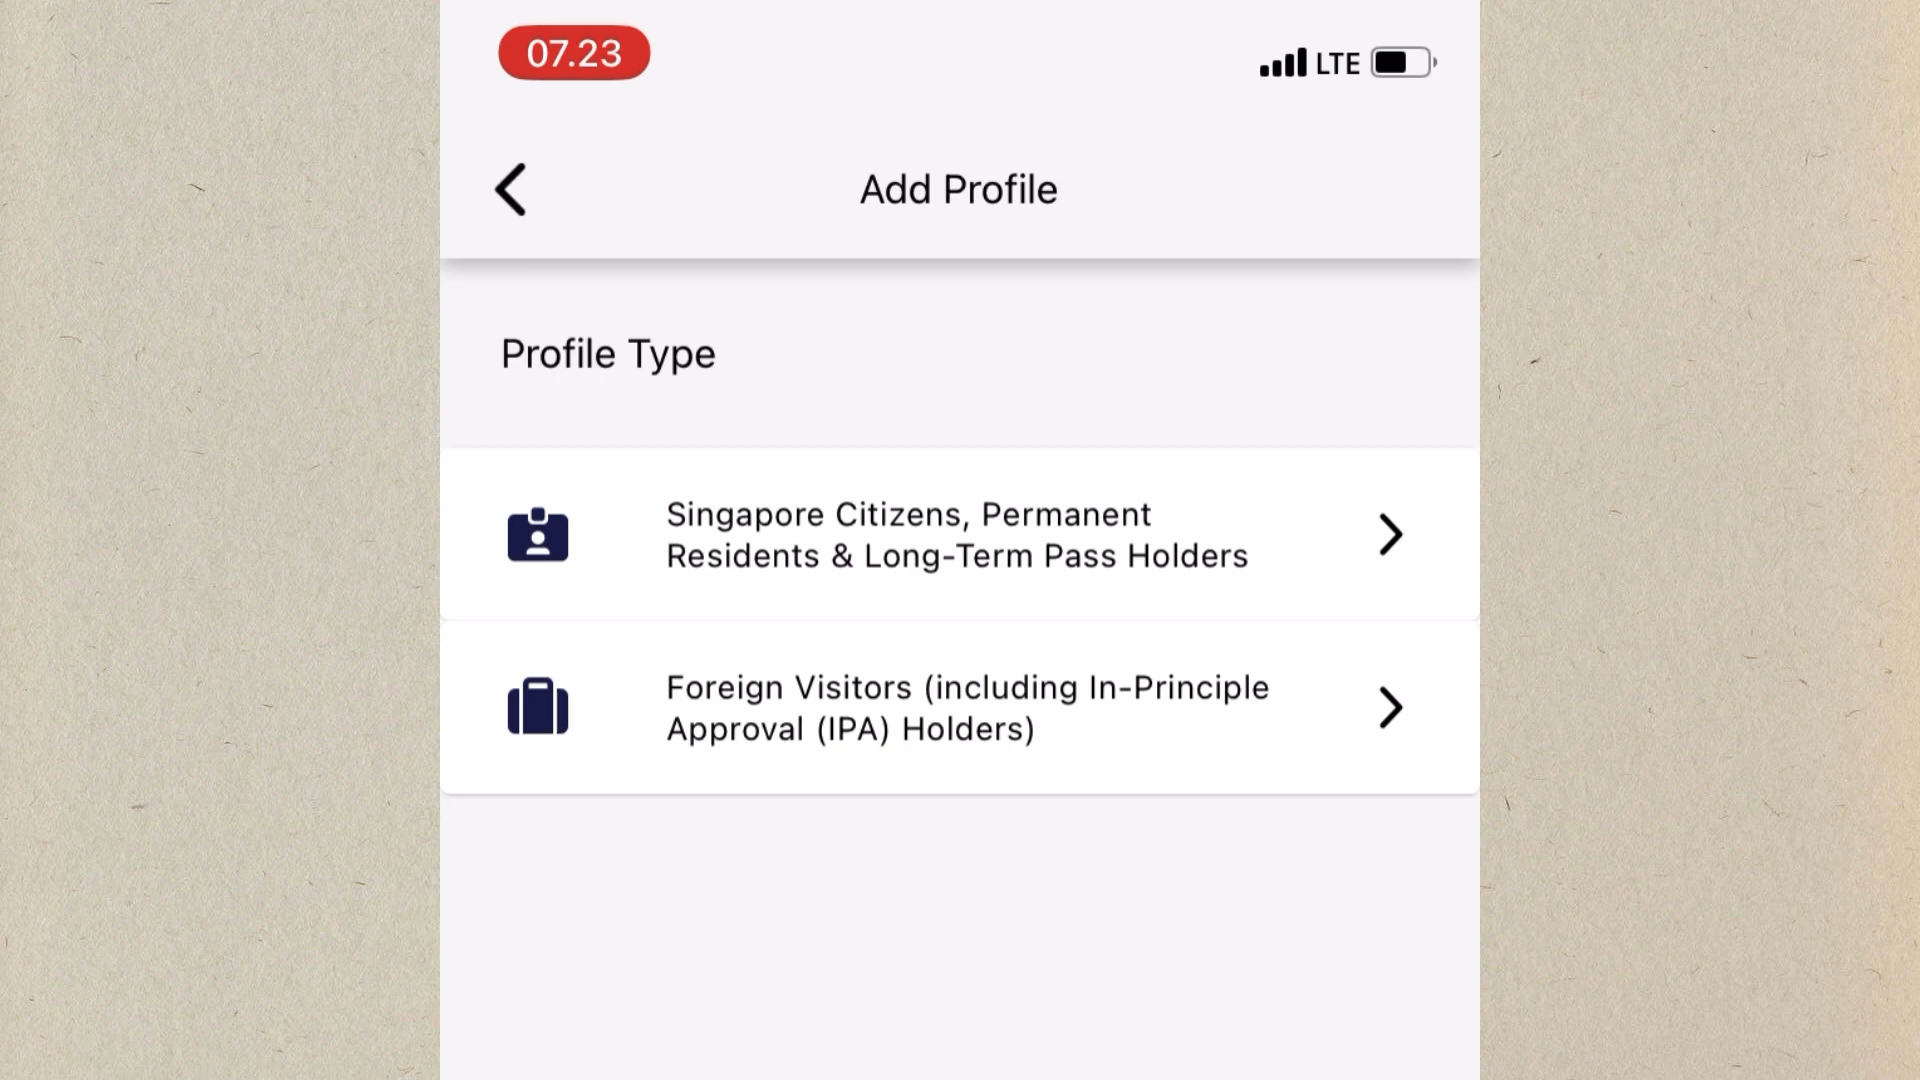 07.23
LTE
Add Profile
Profile Type
Singapore Citizens, Permanent
Residents & Long-Term Pass Holders
Foreign Visitors (including In-Principle
Approval (IPA) Holders)